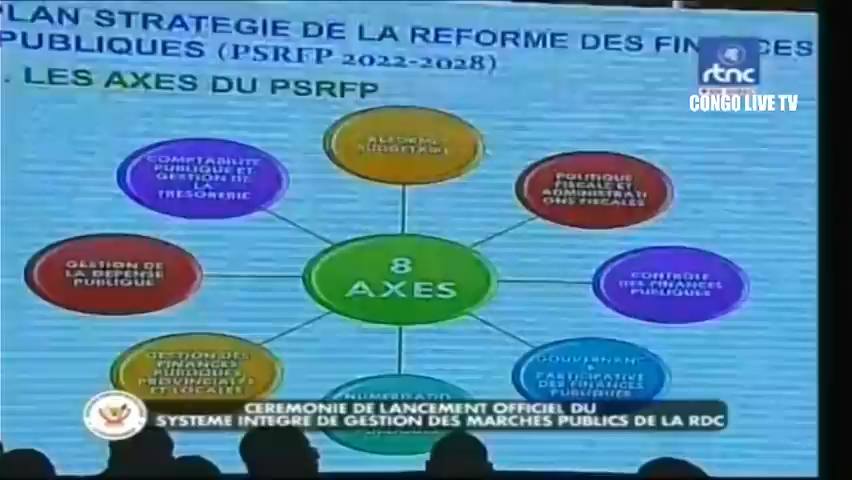 PLAN STRATEGIE DE LA REFORME DES FINANCES
PUBLIQUES (PSRFP 2022-2028)
. LES AXES DU PSRFP
rtnc
CONGO LIVE TV
REFORME
BUDGETAIRE
COMPTABILITE
PUBLIQUE ET
GESTION DE
LA
TRESORERIE
POLITIQUE
FISCALE ET
ADMINISTRATI
ONS FISCALES
8
AXES
GESTION DE
LA DEPENSE
PUBLIQUE
CONTRÔLE
DES FINANCES
PUBLIQUES
GESTION DES
FINANCES
PUBLIQUES
PROVINCIALES
ET LOCALES
NUMERISATIO
GOUVERNANC
E
PARTICIPATIVE
DES FINANCES
PUBLIQUES
CEREMONIE DE LANCEMENT OFFICIEL DU
SYSTEME INTEGRE DE GESTION DES MARCHES PUBLICS DE LA RDC